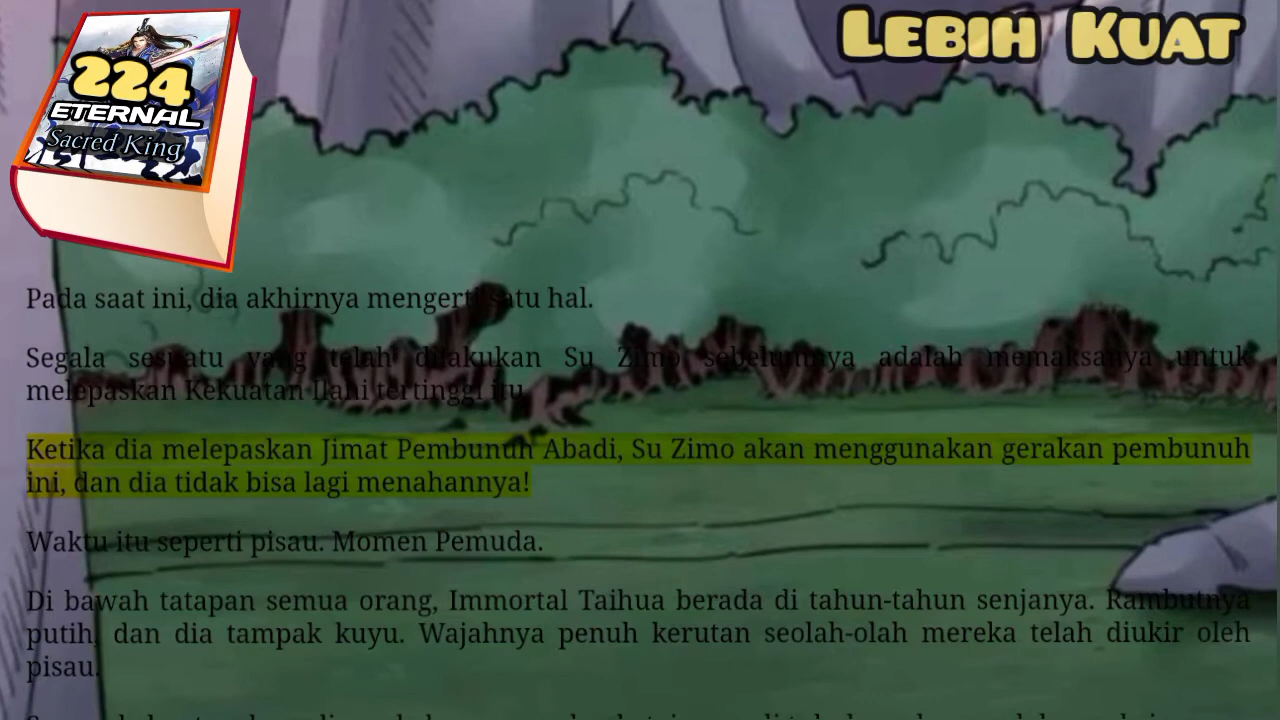 LEBIH KUAT
224
ETERNAL
Sacred King
Pada saat ini, dia akhirnya mengerti satu hal.
Segala sesuatu yang telah dilakukan Su Zimo sebelumnya adalah memaksanya untuk
melepaskan Kekuatan Ilahi tertinggi itu.
Ketika dia melepaskan Jimat Pembunuh Abadi, Su Zimo akan menggunakan gerakan pembunuh
ini, dan dia tidak bisa lagi menahannya!
Waktu itu seperti pisau. Momen Pemuda.
Di bawah tatapan semua orang, Immortal Taihua berada di tahun-tahun senjanya. Rambutnya
putih, dan dia tampak kuyu. Wajahnya penuh kerutan seolah-olah mereka telah diukir oleh
pisau.